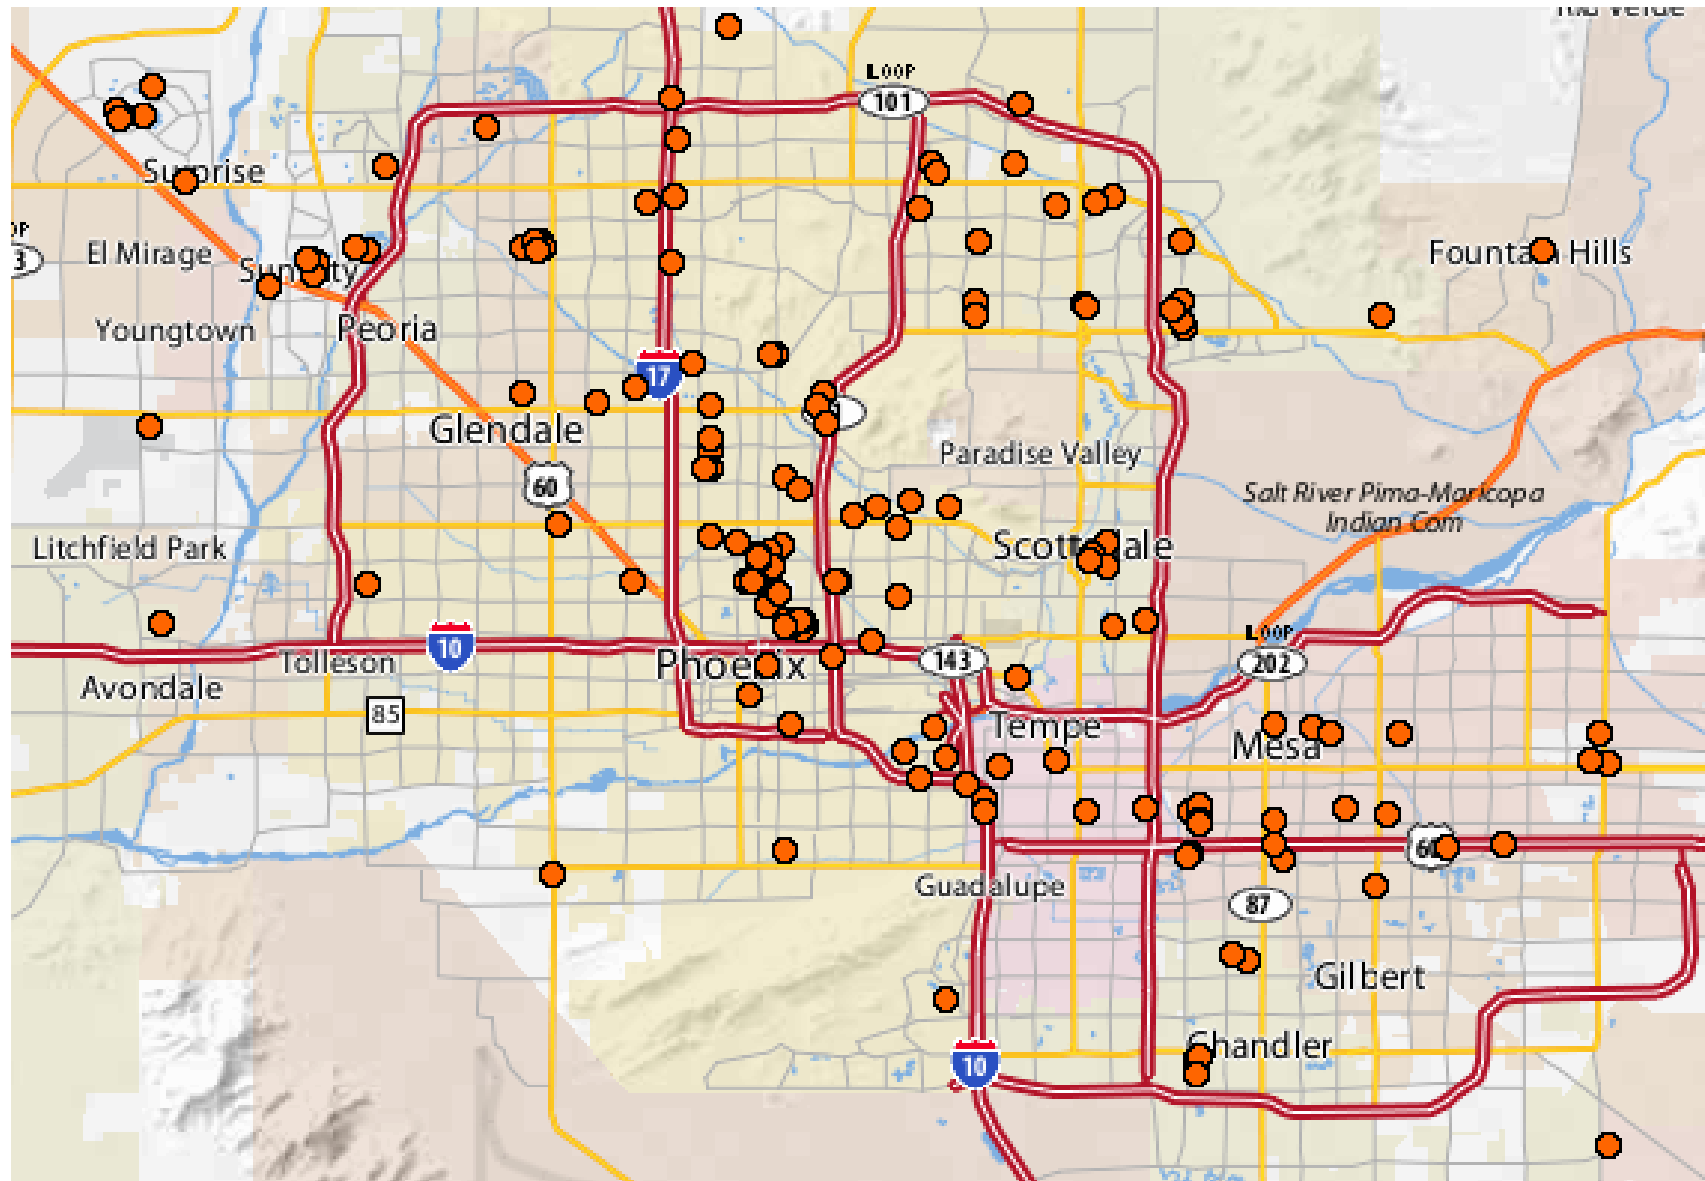 Rio Verde
LOOP
101
Surprise
OP
3
El Mirage
Sun City
Fountain Hills
Youngtown
Peoria
17
Glendale
Paradise Valley
60
Salt River Pima-Maricopa
Indian Com
Litchfield Park
Scottsdale
LOOP
202
10
Tolleson
Phoenix
143
Avondale
85
Tempe
Mesa
60
Guadalupe
87
Gilbert
Chandler
10